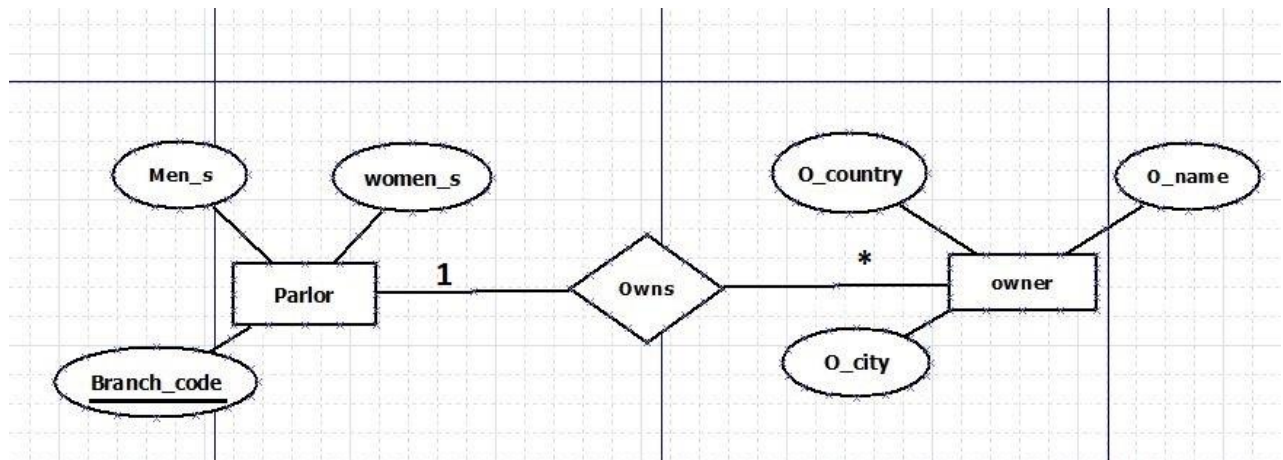 Men_s
women_s
O_country
O_name
Parlor
1
Owns
*
owner
Branch_code
O_city